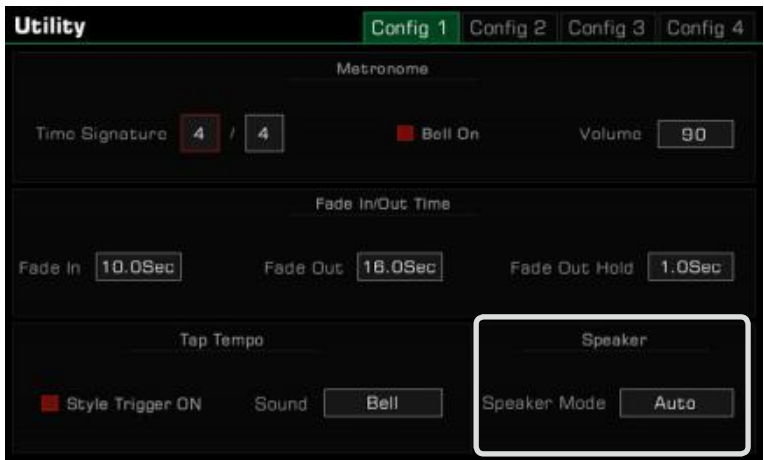 Utility Config 1 Config 2 Config 3 Config 4
Metronome
Time Signature 4 / 4 Bell On Volume 90
Fade In/Out Time
Fade In 10.0Sec Fade Out 16.0Sec Fade Out Hold 1.0Sec
Tap Tempo Speaker
Style Trigger ON Sound Bell Speaker Mode Auto